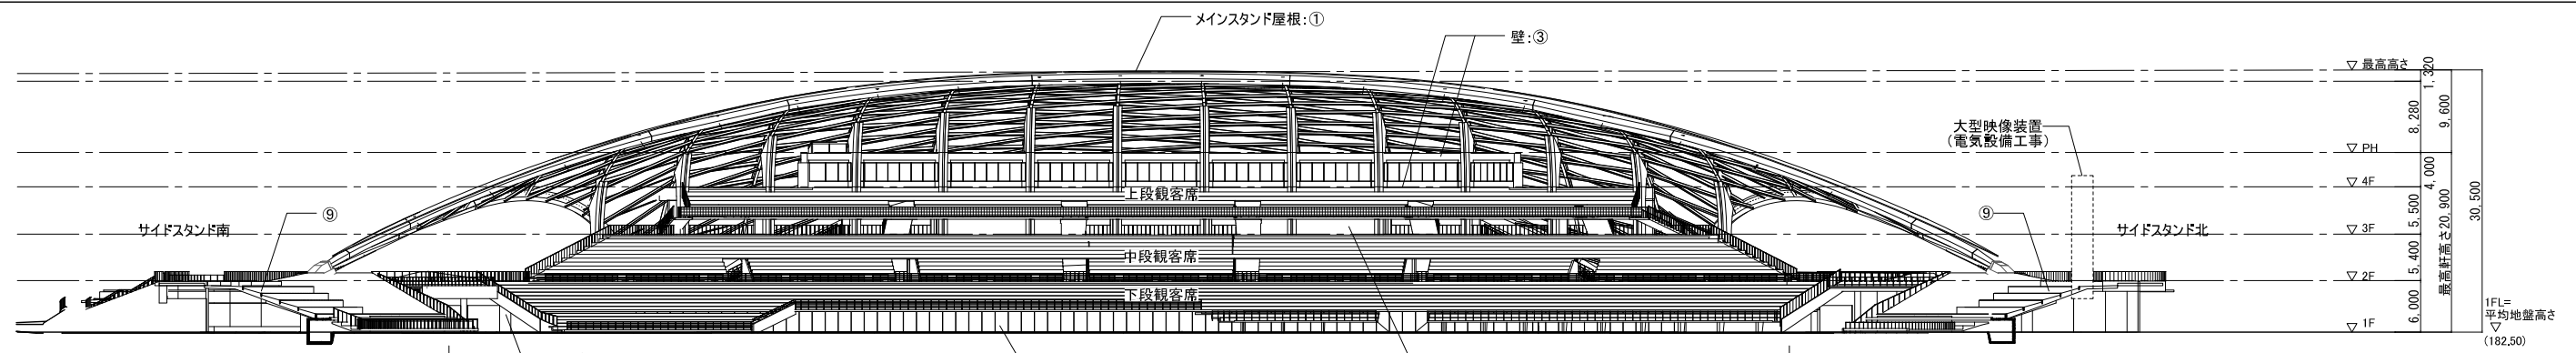 メインスタンド屋根:①
壁:③
▽ 最高高さ
1,320
8,280
9,600
大型映像装置
(電気設備工事)
▽ PH
4,000
▽ 4F
上段観客席
⑨
⑨
サイドスタンド南
サイドスタンド北
5,500
最高軒高さ20,900
30,500
▽ 3F
中段観客席
5,400
▽ 2F
下段観客席
6,000
1FL=
平均地盤高さ
▽
▽ 1F
(182.50)